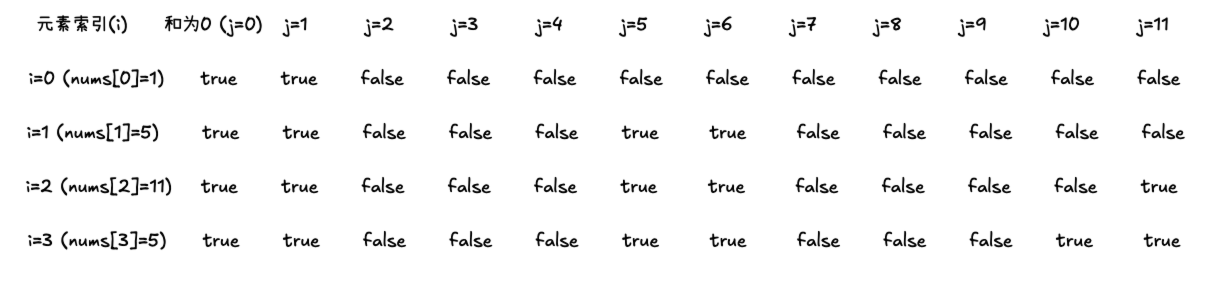 元素索引(i) 和为0 (j=0) j=1 j=2 j=3 j=4 j=5 j=6 j=7 j=8 j=9 j=10 j=11
i=0 (nums[0]=1) true true false false false false false false false false false false
i=1 (nums[1]=5) true true false false false true true false false false false false
i=2 (nums[2]=11) true true false false false true true false false false false true
i=3 (nums[3]=5) true true false false false true true false false false true true